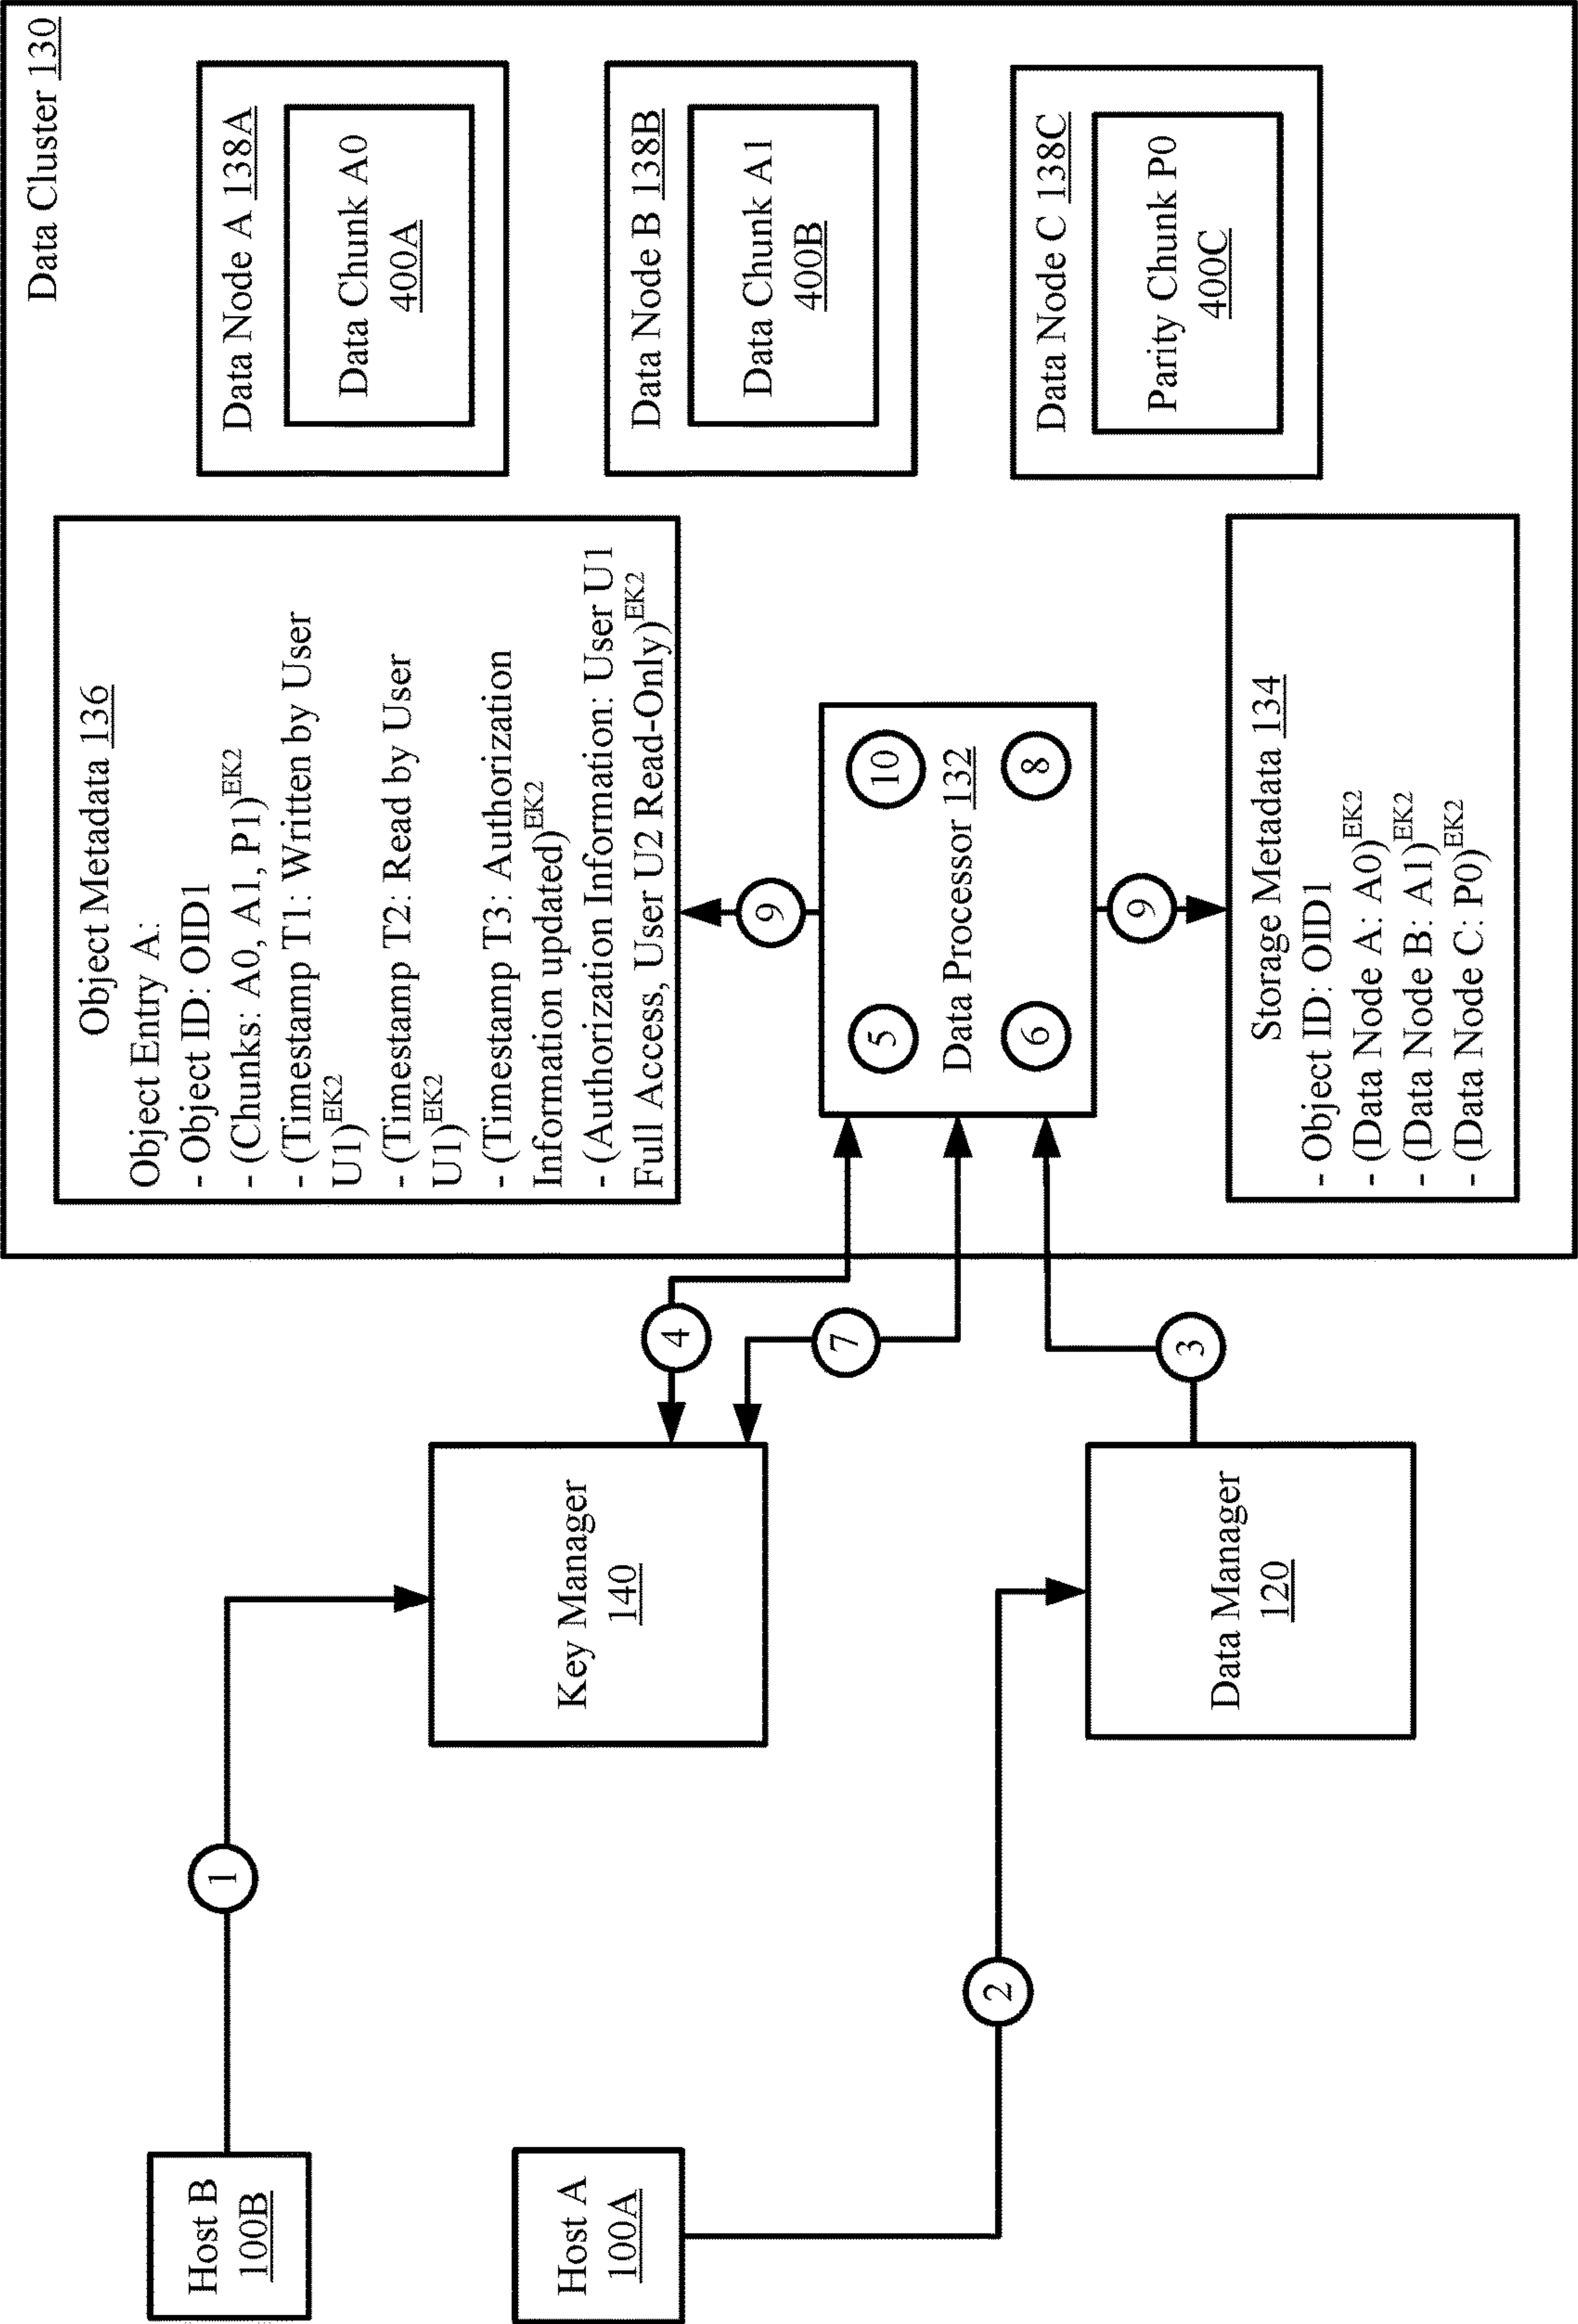 Data Cluster 130
Object Metadata 136
Object Entry A:
- Object ID: OID1
- (Chunks: A0, A1, P1)EK2
- (Timestamp T1: Written by User
U1)EK2
- (Timestamp T2: Read by User
U1)EK2
- (Timestamp T3: Authorization
Information updated)EK2
- (Authorization Information: User U1
Full Access, User U2 Read-Only)EK2
Data Node A 138A
Data Chunk A0
400A
Data Node B 138B
Data Chunk A1
400B
Data Node C 138C
Parity Chunk P0
400C
Host B
100B
1
Key Manager
140
4
7
9
5
10
Data Processor 132
6
8
9
Host A
100A
2
Data Manager
120
3
Storage Metadata 134
- Object ID: OID1
- (Data Node A: A0)EK2
- (Data Node B: A1)EK2
- (Data Node C: P0)EK2